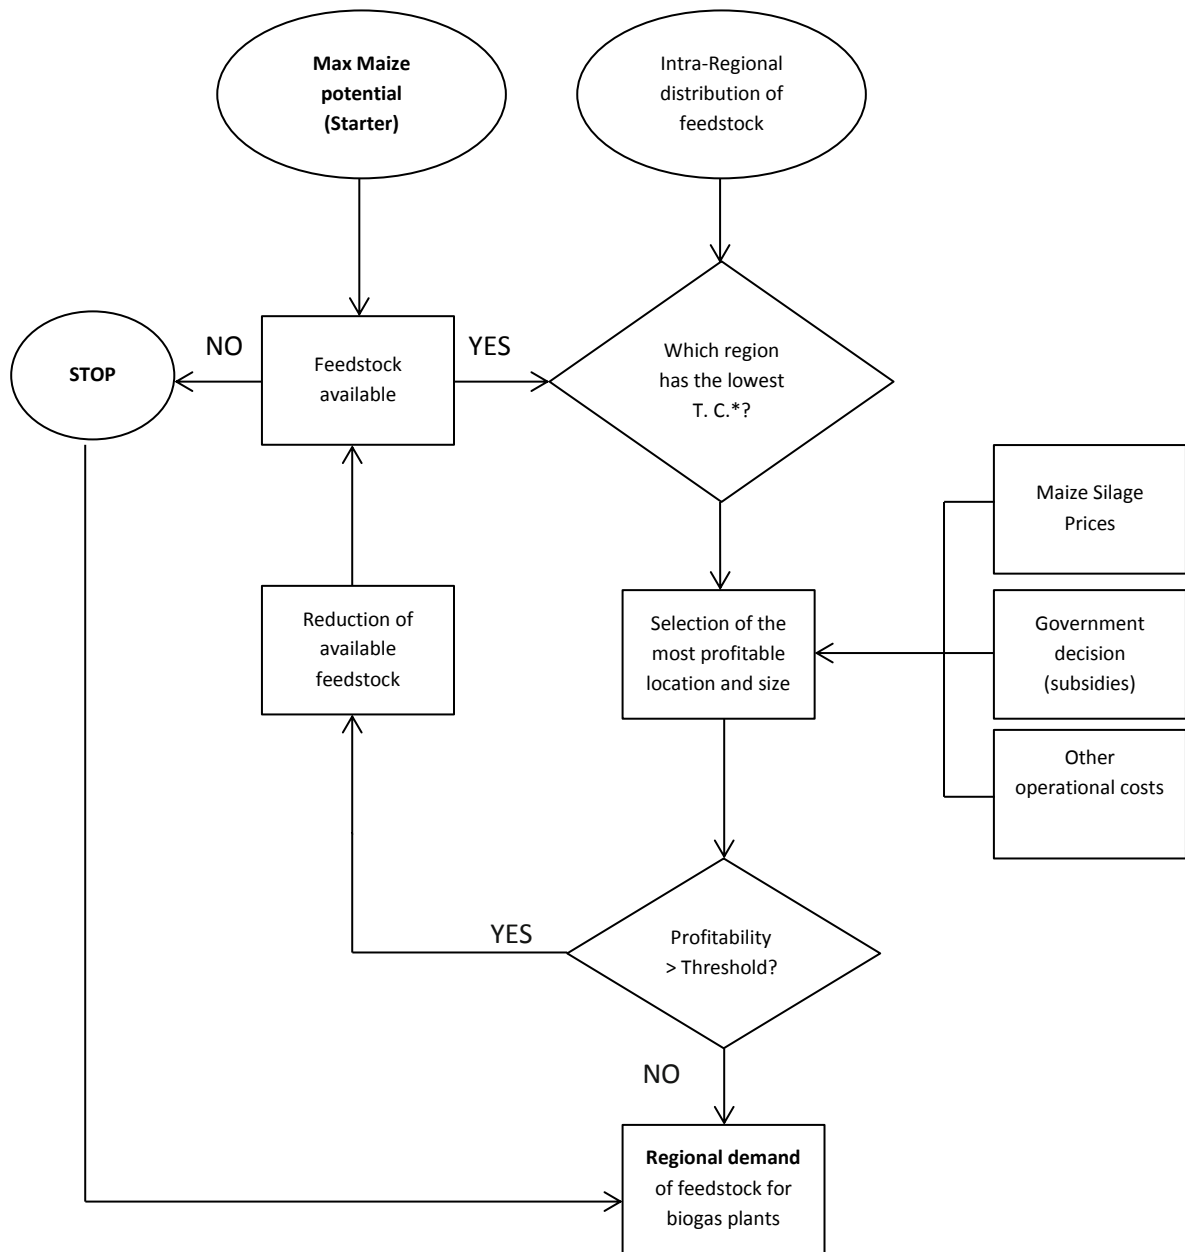 Max Maize
potential
(Starter)
Intra-Regional
distribution of
feedstock
STOP
NO
Feedstock
available
YES
Which region
has the lowest
T. C.*?
Maize Silage
Prices
Reduction of
available
feedstock
Selection of the
most profitable
location and size
Government
decision
(subsidies)
Other
operational costs
YES
Profitability
> Threshold?
NO
Regional demand
of feedstock for
biogas plants